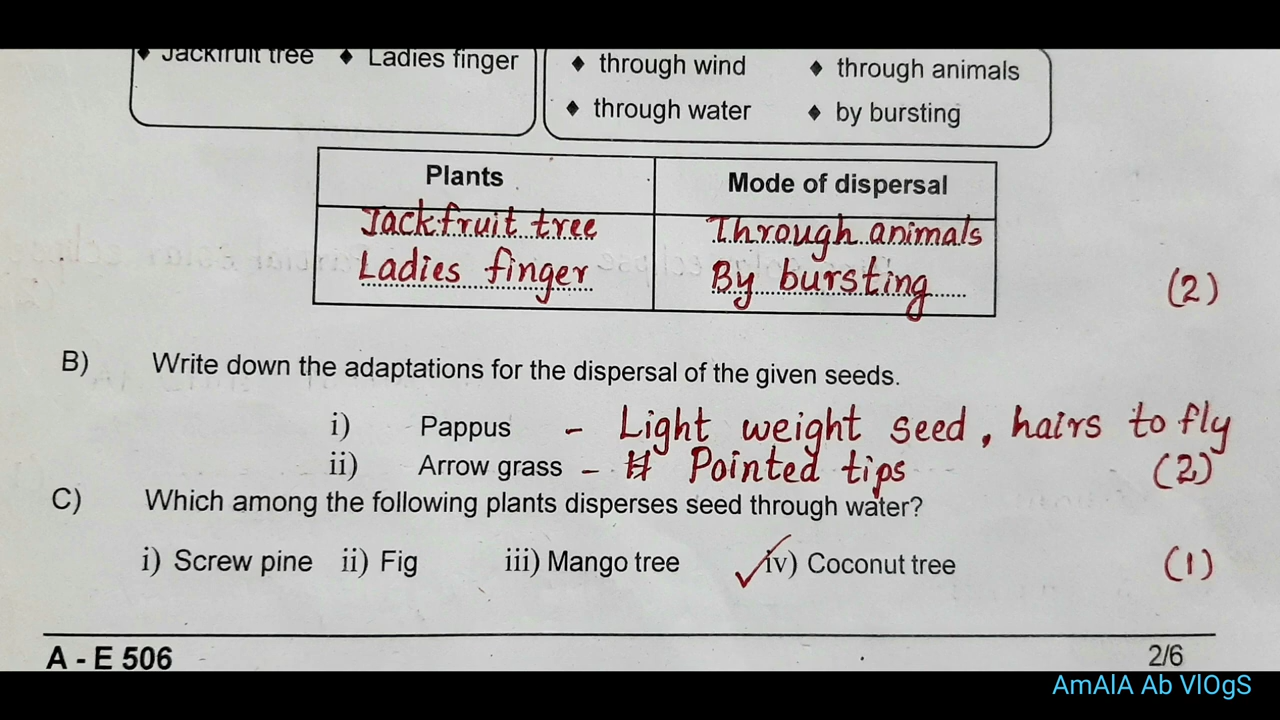 ♦ Jackfruit tree ♦ Ladies finger
♦ through wind ♦ through animals
♦ through water ♦ by bursting
Plants Mode of dispersal
Jackfruit tree Through animals
Ladies finger By bursting (2)
B) Write down the adaptations for the dispersal of the given seeds.
i) Pappus - Light weight seed, hairs to fly
ii) Arrow grass - Pointed tips (2)
C) Which among the following plants disperses seed through water?
i) Screw pine ii) Fig iii) Mango tree iv) Coconut tree (1)
A - E 506 2/6
AmAlA Ab VlOgS